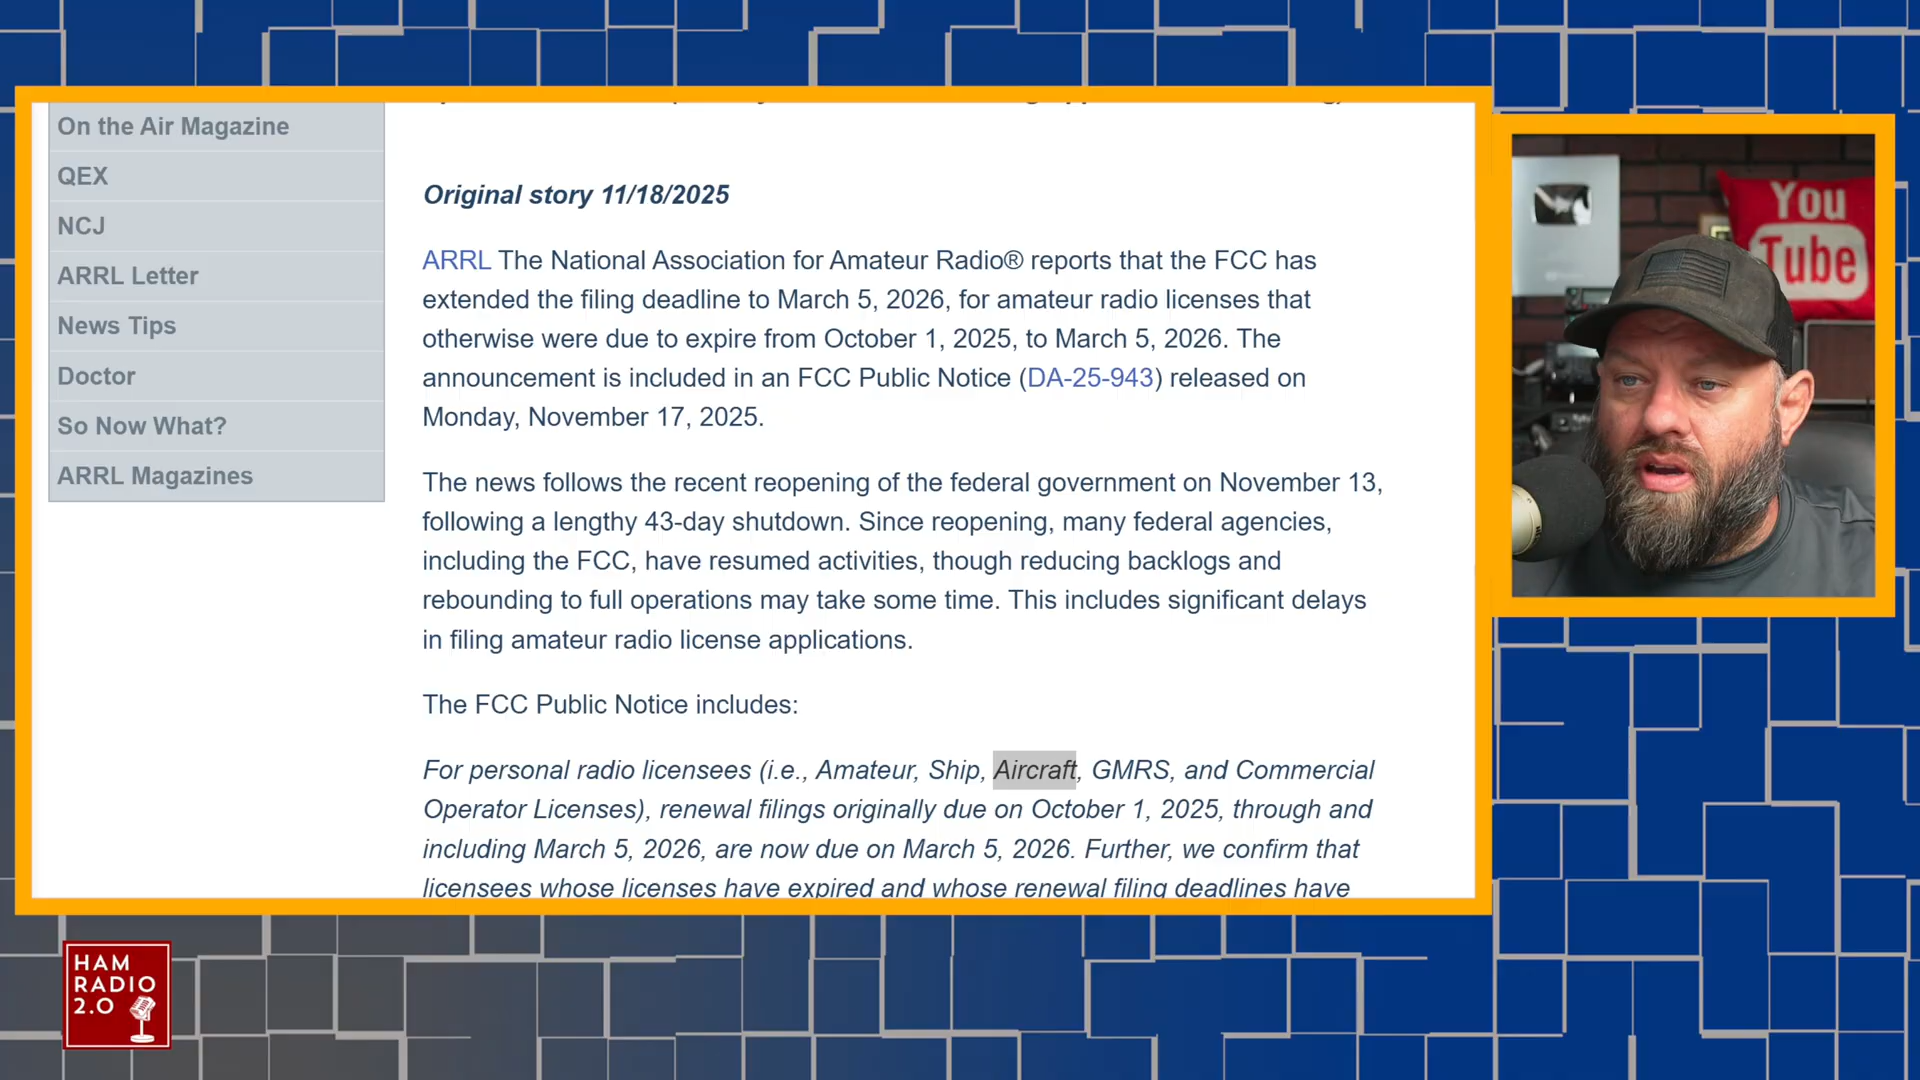 On the Air Magazine
QEX
NCJ
ARRL Letter
News Tips
Doctor
So Now What?
ARRL Magazines
Original story 11/18/2025
ARRL The National Association for Amateur Radio® reports that the FCC has
extended the filing deadline to March 5, 2026, for amateur radio licenses that
otherwise were due to expire from October 1, 2025, to March 5, 2026. The
announcement is included in an FCC Public Notice (DA-25-943) released on
Monday, November 17, 2025.
The news follows the recent reopening of the federal government on November 13,
following a lengthy 43-day shutdown. Since reopening, many federal agencies,
including the FCC, have resumed activities, though reducing backlogs and
rebounding to full operations may take some time. This includes significant delays
in filing amateur radio license applications.
The FCC Public Notice includes:
For personal radio licensees (i.e., Amateur, Ship, Aircraft, GMRS, and Commercial
Operator Licenses), renewal filings originally due on October 1, 2025, through and
including March 5, 2026, are now due on March 5, 2026. Further, we confirm that
licensees whose licenses have expired and whose renewal filing deadlines have
You
Tube
HAM
RADIO
2.0